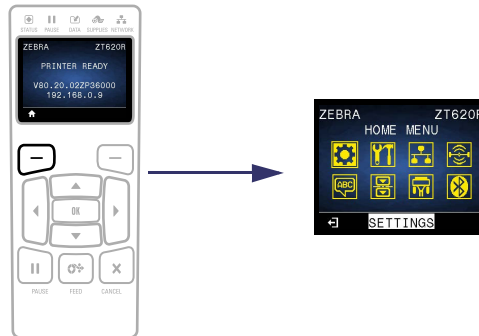 STATUS PAUSE DATA SUPPLIES NETWORK
ZEBRA ZT620R
PRINTER READY
V80.20.02ZP36000
192.168.0.9
OK
PAUSE FEED CANCEL
ZEBRA ZT620R
HOME MENU
ABC
SETTINGS